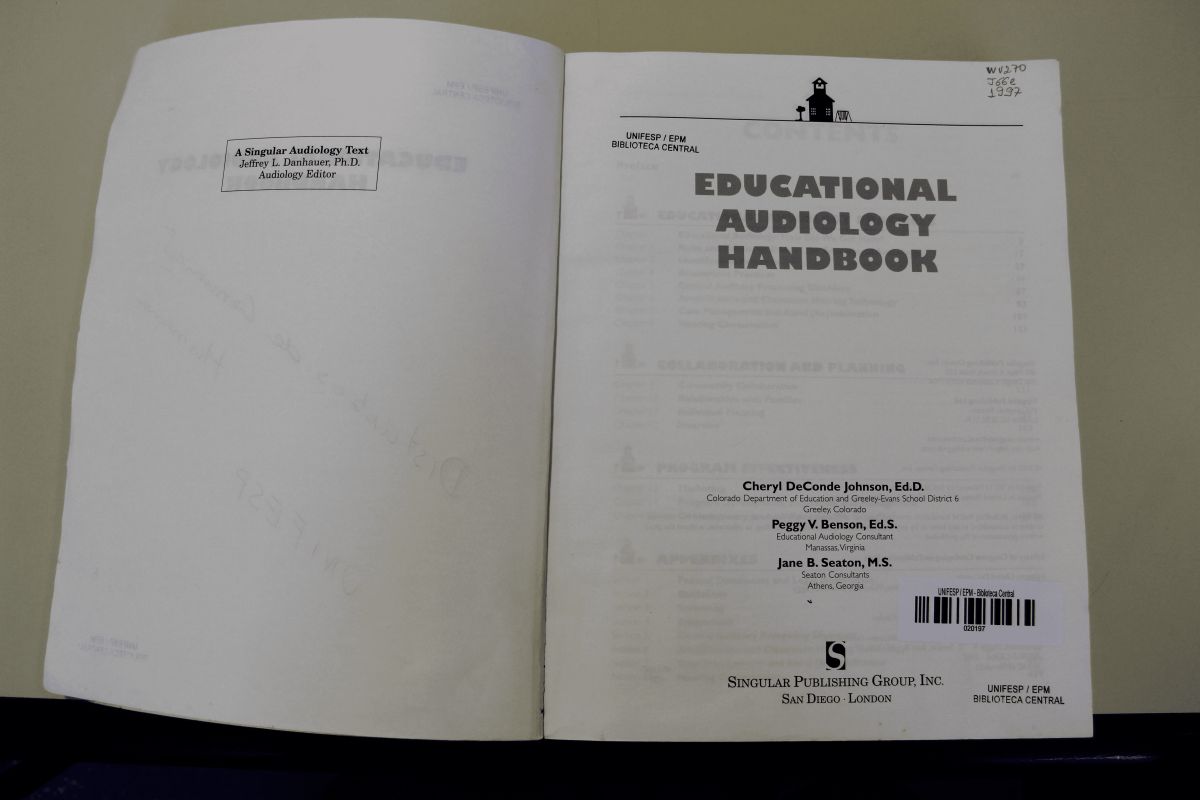 A Singular Audiology Text
Jeffrey L. Danhauer, Ph.D.
Audiology Editor
WV270
J66e
1997
UNIFESP / EPM
BIBLIOTECA CENTRAL
EDUCATIONAL
AUDIOLOGY
HANDBOOK
Cheryl DeConde Johnson, Ed.D.
Colorado Department of Education and Greeley-Evans School District 6
Greeley, Colorado
Peggy V. Benson, Ed.S.
Educational Audiology Consultant
Manassas, Virginia
Jane B. Seaton, M.S.
Seaton Consultants
Athens, Georgia
UNIFESP / EPM - Biblioteca Central
020197
S
SINGULAR PUBLISHING GROUP, INC.
SAN DIEGO · LONDON
UNIFESP / EPM
BIBLIOTECA CENTRAL